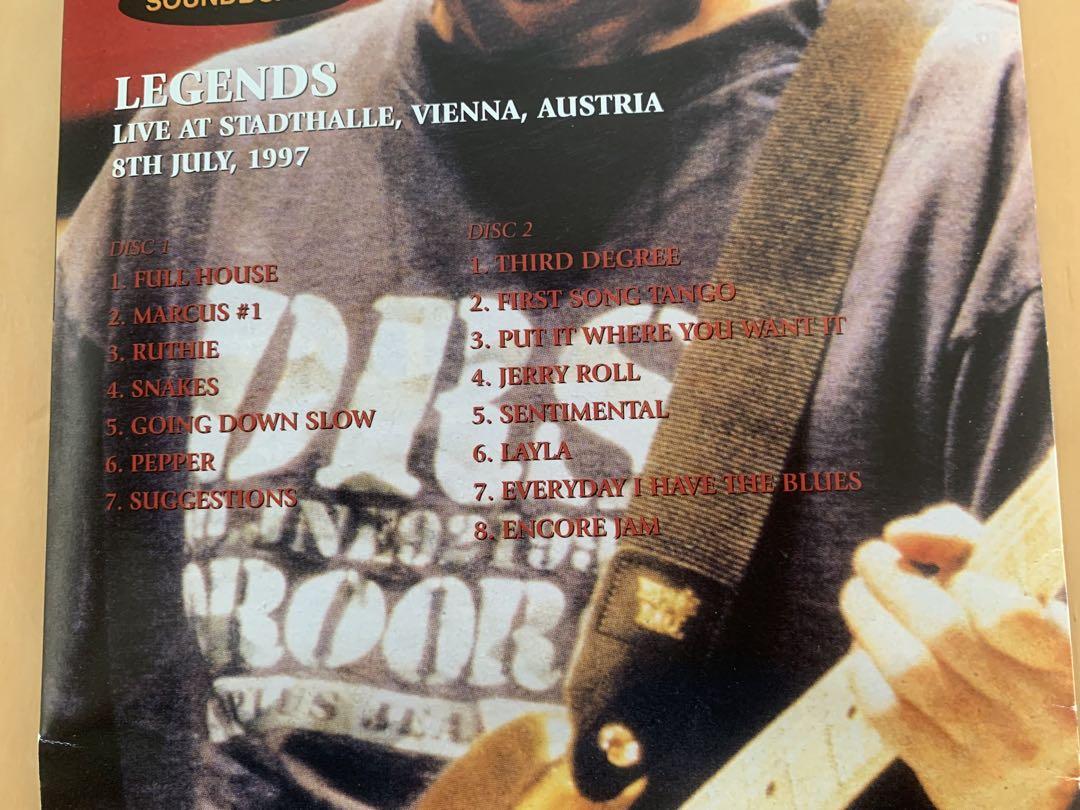 LEGENDS
LIVE AT STADTHALLE, VIENNA, AUSTRIA
8TH JULY, 1997
DISC 1
1. FULL HOUSE
2. MARCUS #1
3. RUTHIE
4. SNAKES
5. GOING DOWN SLOW
6. PEPPER
7. SUGGESTIONS
DISC 2
1. THIRD DEGREE
2. FIRST SONG TANGO
3. PUT IT WHERE YOU WANT IT
4. JERRY ROLL
5. SENTIMENTAL
6. LAYLA
7. EVERYDAY I HAVE THE BLUES
8. ENCORE JAM